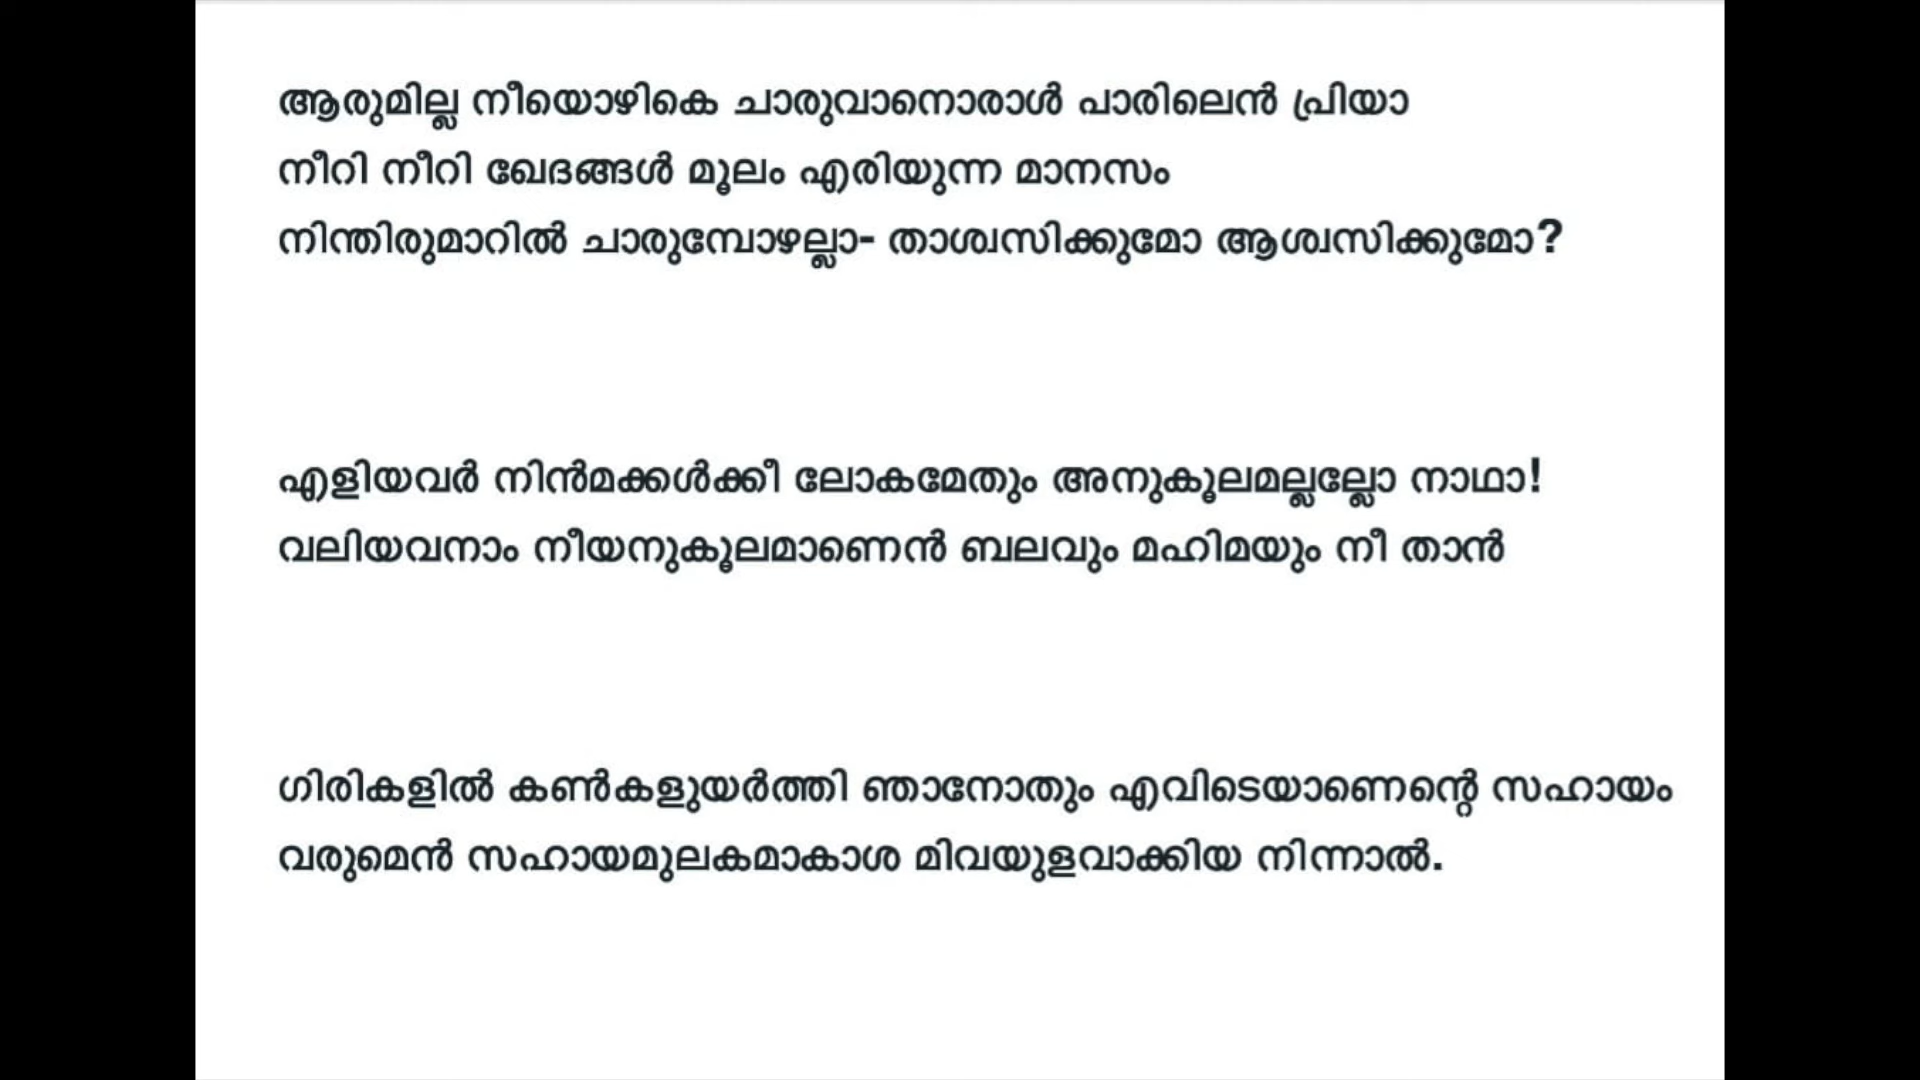 ആരുമില്ല നീയൊഴികെ ചാരുവാനൊരാൾ പാരിലെൻ പ്രിയാ
നീറി നീറി ഖേദങ്ങൾ മൂലം എരിയുന്ന മാനസം
നിന്തിരുമാറിൽ ചാരുമ്പോഴല്ലാ- താശ്വസിക്കുമോ ആശ്വസിക്കുമോ?
എളിയവർ നിൻമക്കൾക്കീ ലോകമേതും അനുകൂലമല്ലല്ലോ നാഥാ!
വലിയവനാം നീയനുകൂലമാണെൻ ബലവും മഹിമയും നീ താൻ
ഗിരികളിൽ കൺകളുയർത്തി ഞാനോതും എവിടെയാണെന്റെ സഹായം
വരുമെൻ സഹായമുലകമാകാശ മിവയുളവാക്കിയ നിന്നാൽ.